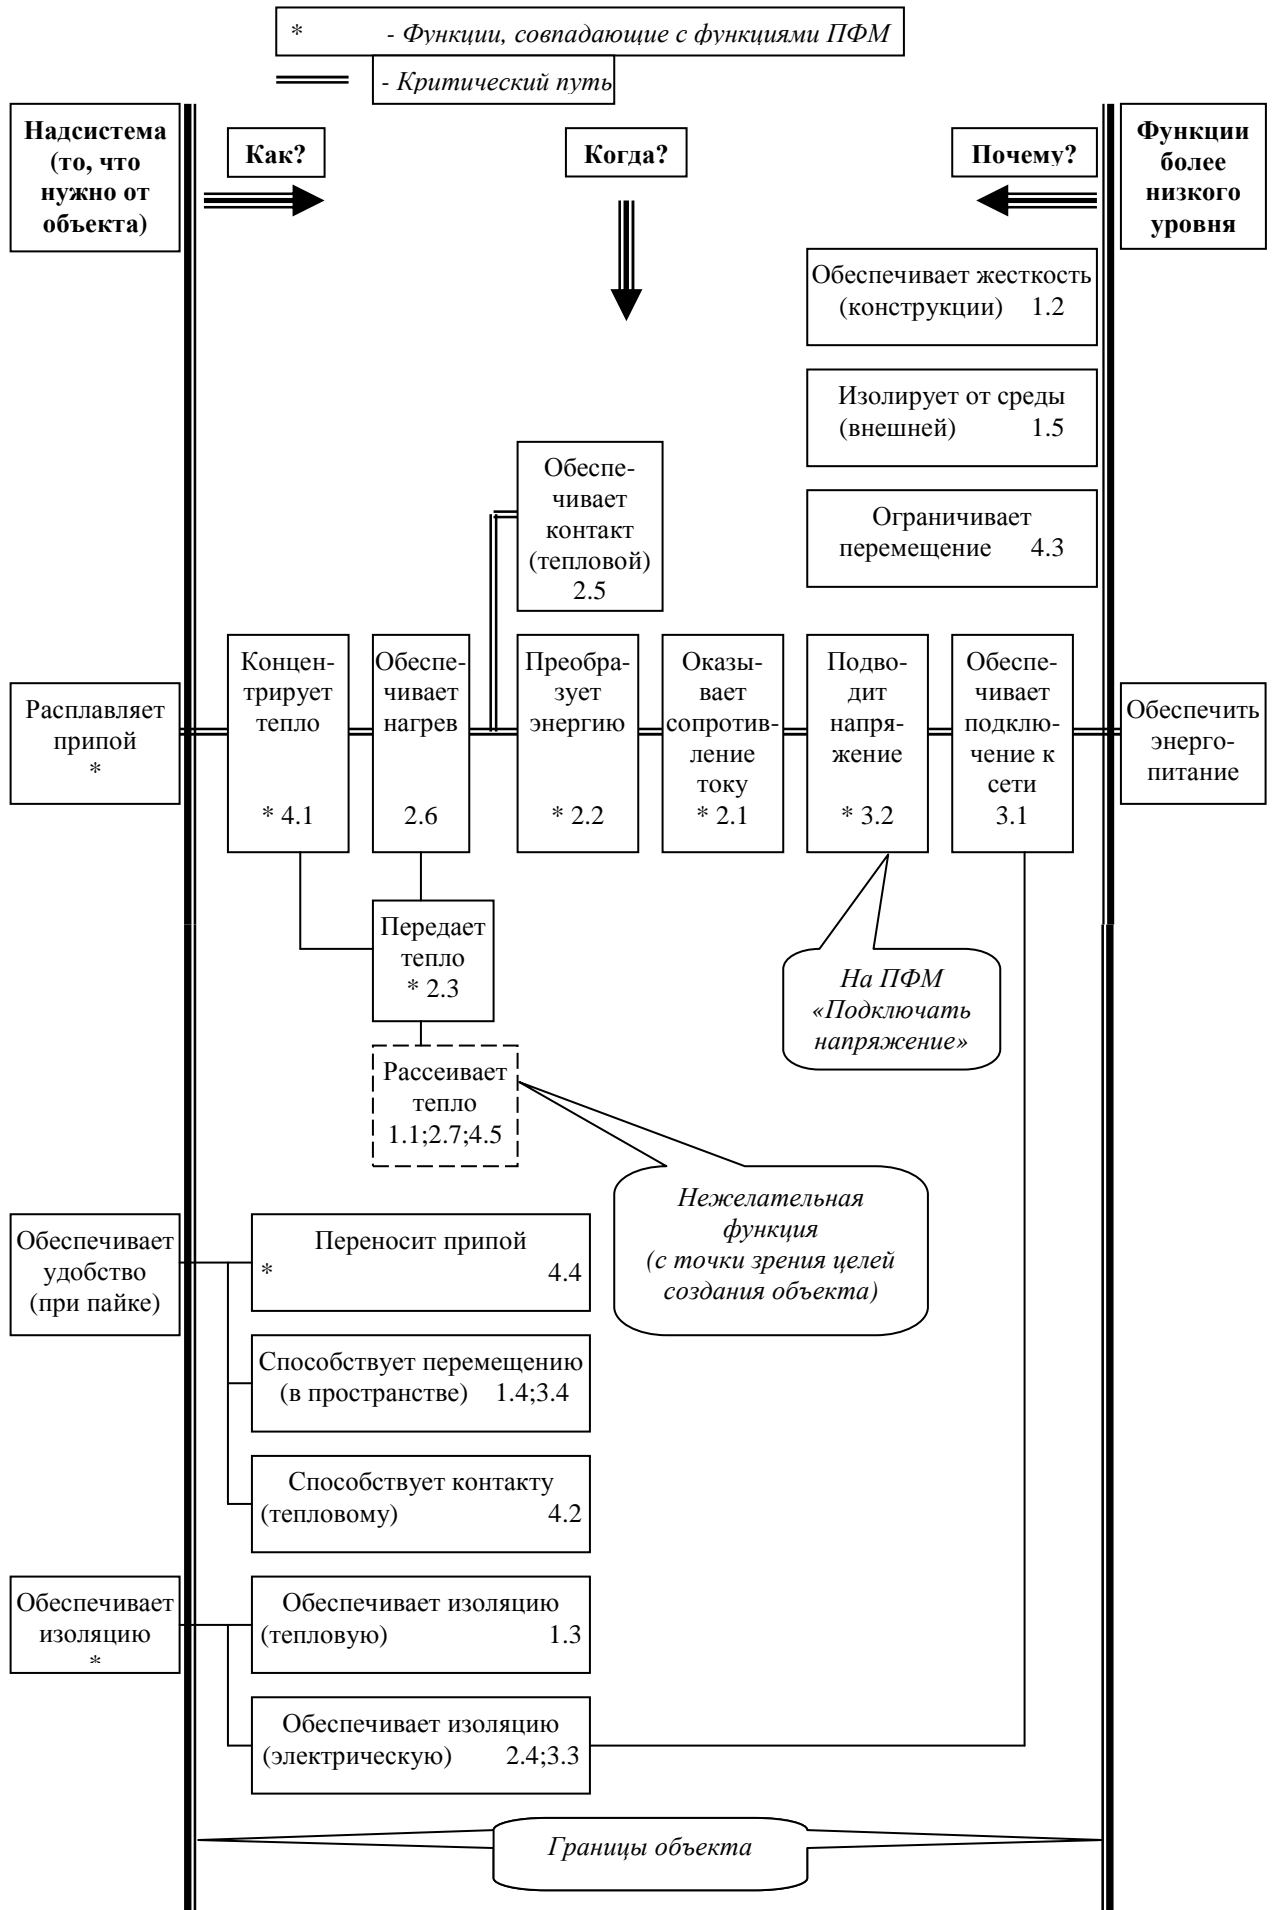 * - Функции, совпадающие с функциями ПФМ
- Критический путь
Надсистема
(то, что
нужно от
объекта)
Как?
Когда?
Почему?
Функции
более
низкого
уровня
Обеспечивает жесткость
(конструкции) 1.2
Изолирует от среды
(внешней) 1.5
Ограничивает
перемещение 4.3
Обеспе-
чивает
контакт
(тепловой)
2.5
Расплавляет
припой
*
Концен-
трирует
тепло
* 4.1
Обеспе-
чивает
нагрев
2.6
Преобра-
зует
энергию
* 2.2
Оказы-
вает
сопротив-
ление
току
* 2.1
Подво-
дит
напря-
жение
* 3.2
Обеспе-
чивает
подклю-
чение к
сети
3.1
Обеспечить
энерго-
питание
Передает
тепло
* 2.3
На ПФМ
«Подключать
напряжение»
Рассеивает
тепло
1.1;2.7;4.5
Нежелательная
функция
(с точки зрения целей
создания объекта)
Обеспечивает
удобство
(при пайке)
Переносит припой
* 4.4
Способствует перемещению
(в пространстве) 1.4;3.4
Способствует контакту
(тепловому) 4.2
Обеспечивает
изоляцию
*
Обеспечивает изоляцию
(тепловую) 1.3
Обеспечивает изоляцию
(электрическую) 2.4;3.3
Границы объекта